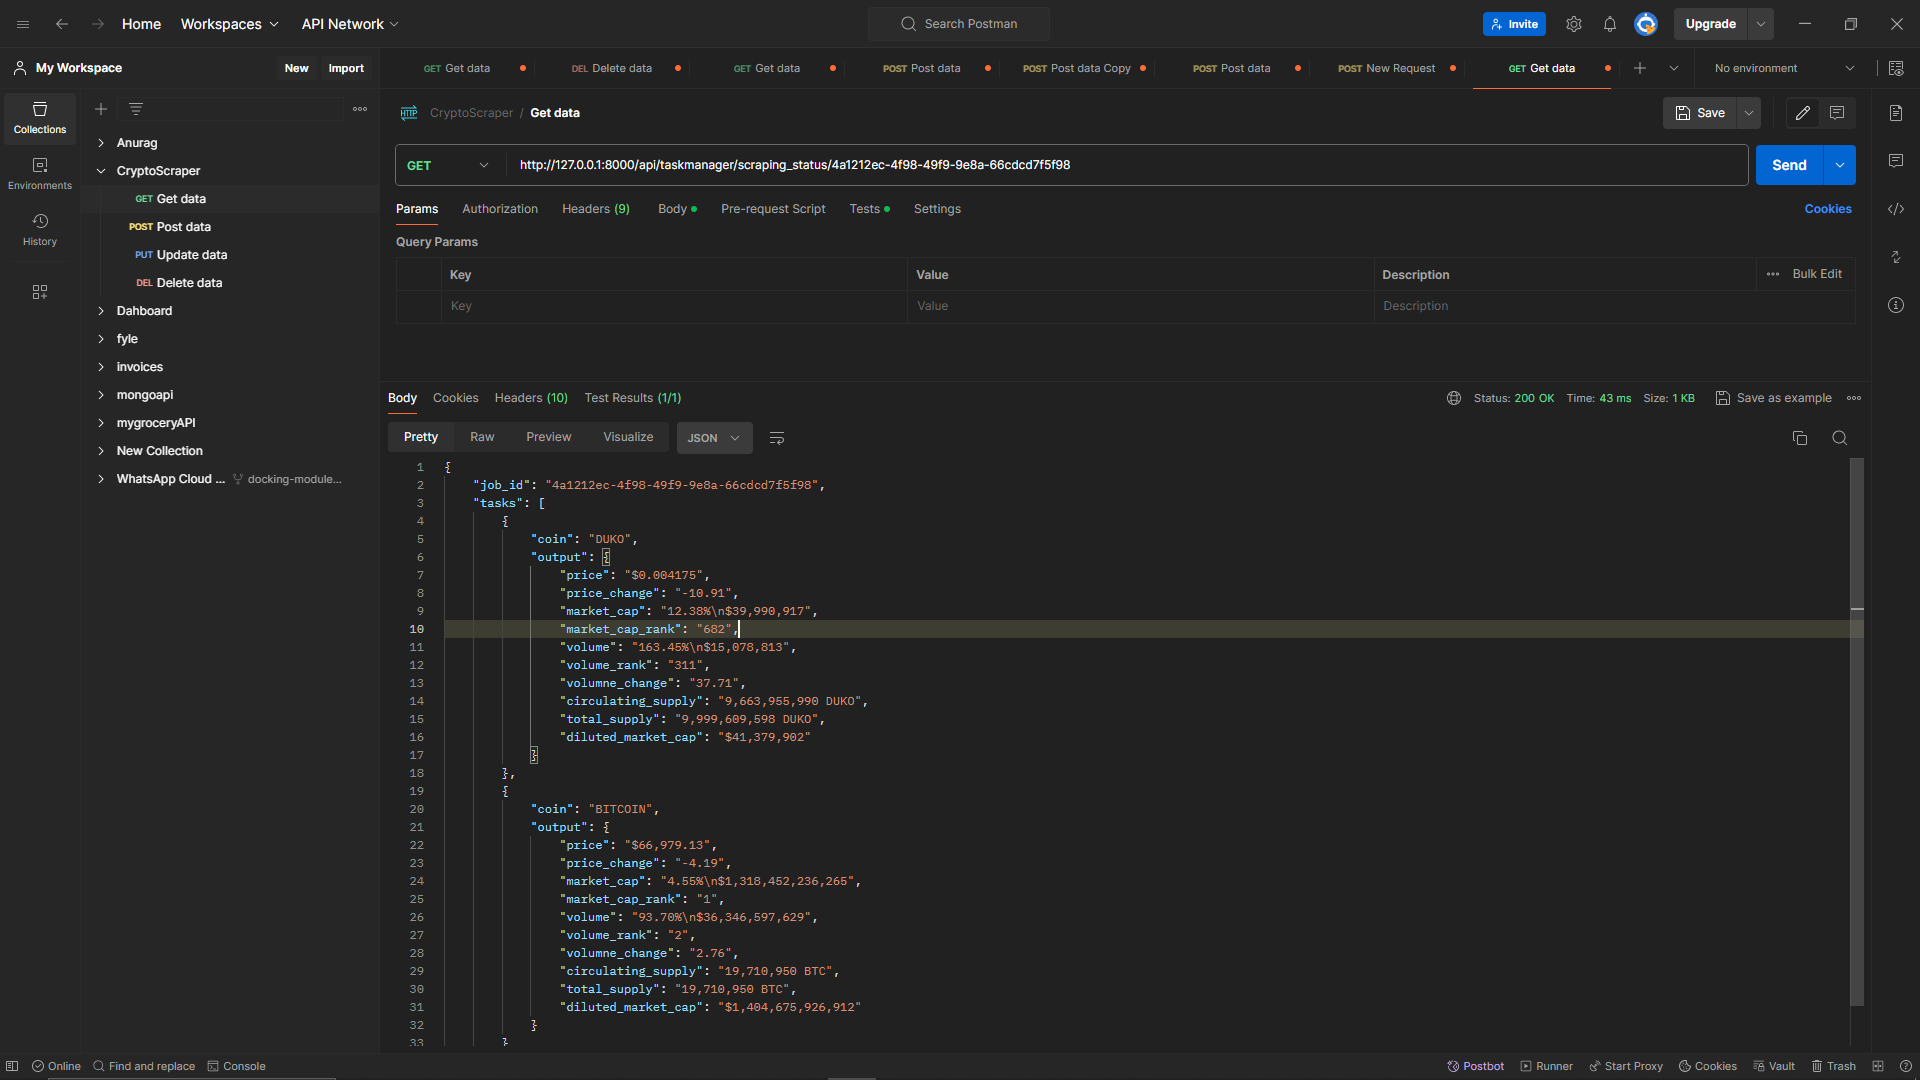 Home Workspaces API Network Search Postman Invite Upgrade
My Workspace New Import GET Get data DEL Delete data GET Get data POST Post data POST Post data Copy POST Post data POST New Request GET Get data No environment
Collections
Environments
History
Anurag
CryptoScraper
GET Get data
POST Post data
PUT Update data
DEL Delete data
Dahboard
fyle
invoices
mongoapi
mygroceryAPI
New Collection
WhatsApp Cloud ... docking-module...
HTTP CryptoScraper / Get data Save
GET http://127.0.0.1:8000/api/taskmanager/scraping_status/4a1212ec-4f98-49f9-9e8a-66cdcd7f5f98 Send
Params Authorization Headers (9) Body Pre-request Script Tests Settings Cookies
Query Params
Key Value Description Bulk Edit
Key Value Description
Body Cookies Headers (10) Test Results (1/1) Status: 200 OK Time: 43 ms Size: 1 KB Save as example
Pretty Raw Preview Visualize JSON
1 {
2 "job_id": "4a1212ec-4f98-49f9-9e8a-66cdcd7f5f98",
3 "tasks": [
4 {
5 "coin": "DUKO",
6 "output": {
7 "price": "$0.004175",
8 "price_change": "-10.91",
9 "market_cap": "12.38%\n$39,990,917",
10 "market_cap_rank": "682",
11 "volume": "163.45%\n$15,078,813",
12 "volume_rank": "311",
13 "volumne_change": "37.71",
14 "circulating_supply": "9,663,955,990 DUKO",
15 "total_supply": "9,999,609,598 DUKO",
16 "diluted_market_cap": "$41,379,902"
17 }
18 },
19 {
20 "coin": "BITCOIN",
21 "output": {
22 "price": "$66,979.13",
23 "price_change": "-4.19",
24 "market_cap": "4.55%\n$1,318,452,236,265",
25 "market_cap_rank": "1",
26 "volume": "93.70%\n$36,346,597,629",
27 "volume_rank": "2",
28 "volumne_change": "2.76",
29 "circulating_supply": "19,710,950 BTC",
30 "total_supply": "19,710,950 BTC",
31 "diluted_market_cap": "$1,404,675,926,912"
32 }
33 }
Online Find and replace Console Postbot Runner Start Proxy Cookies Vault Trash